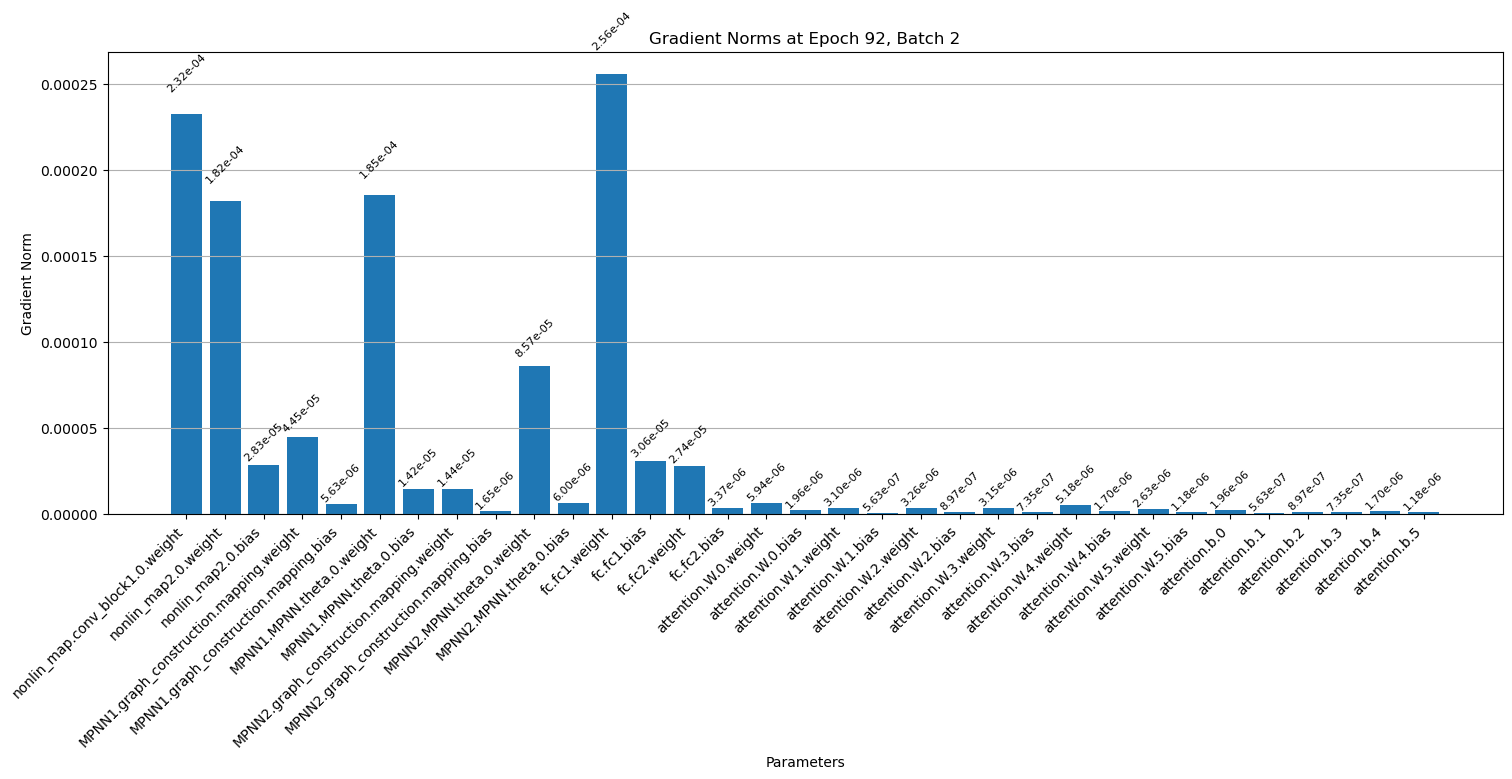 Gradient Norms at Epoch 92, Batch 2
Gradient Norm
0.00025
0.00020
0.00015
0.00010
0.00005
0.00000
2.32e-04
1.82e-04
2.83e-05
4.45e-05
5.63e-06
1.85e-04
1.42e-05
1.44e-05
1.65e-06
8.57e-05
6.00e-06
2.56e-04
3.06e-05
2.74e-05
3.37e-06
5.94e-06
1.96e-06
3.10e-06
5.63e-07
3.26e-06
8.97e-07
3.15e-06
7.35e-07
5.18e-06
1.70e-06
2.63e-06
1.18e-06
1.96e-06
5.63e-07
8.97e-07
7.35e-07
1.70e-06
1.18e-06
nonlin_map.conv_block1.0.weight
nonlin_map2.0.weight
nonlin_map2.0.bias
MPNN1.graph_construction.mapping.weight
MPNN1.graph_construction.mapping.bias
MPNN1.MPNN.theta.0.weight
MPNN1.MPNN.theta.0.bias
MPNN2.graph_construction.mapping.weight
MPNN2.graph_construction.mapping.bias
MPNN2.MPNN.theta.0.weight
MPNN2.MPNN.theta.0.bias
fc.fc1.weight
fc.fc1.bias
fc.fc2.weight
fc.fc2.bias
attention.W.0.weight
attention.W.0.bias
attention.W.1.weight
attention.W.1.bias
attention.W.2.weight
attention.W.2.bias
attention.W.3.weight
attention.W.3.bias
attention.W.4.weight
attention.W.4.bias
attention.W.5.weight
attention.W.5.bias
attention.b.0
attention.b.1
attention.b.2
attention.b.3
attention.b.4
attention.b.5
Parameters